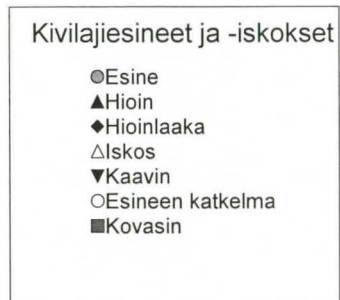 Kivilajiesineet ja -iskokset
Esine
Hioin
Hioinlaaka
Iskos
Kaavin
Esineen katkelma
Kovasin